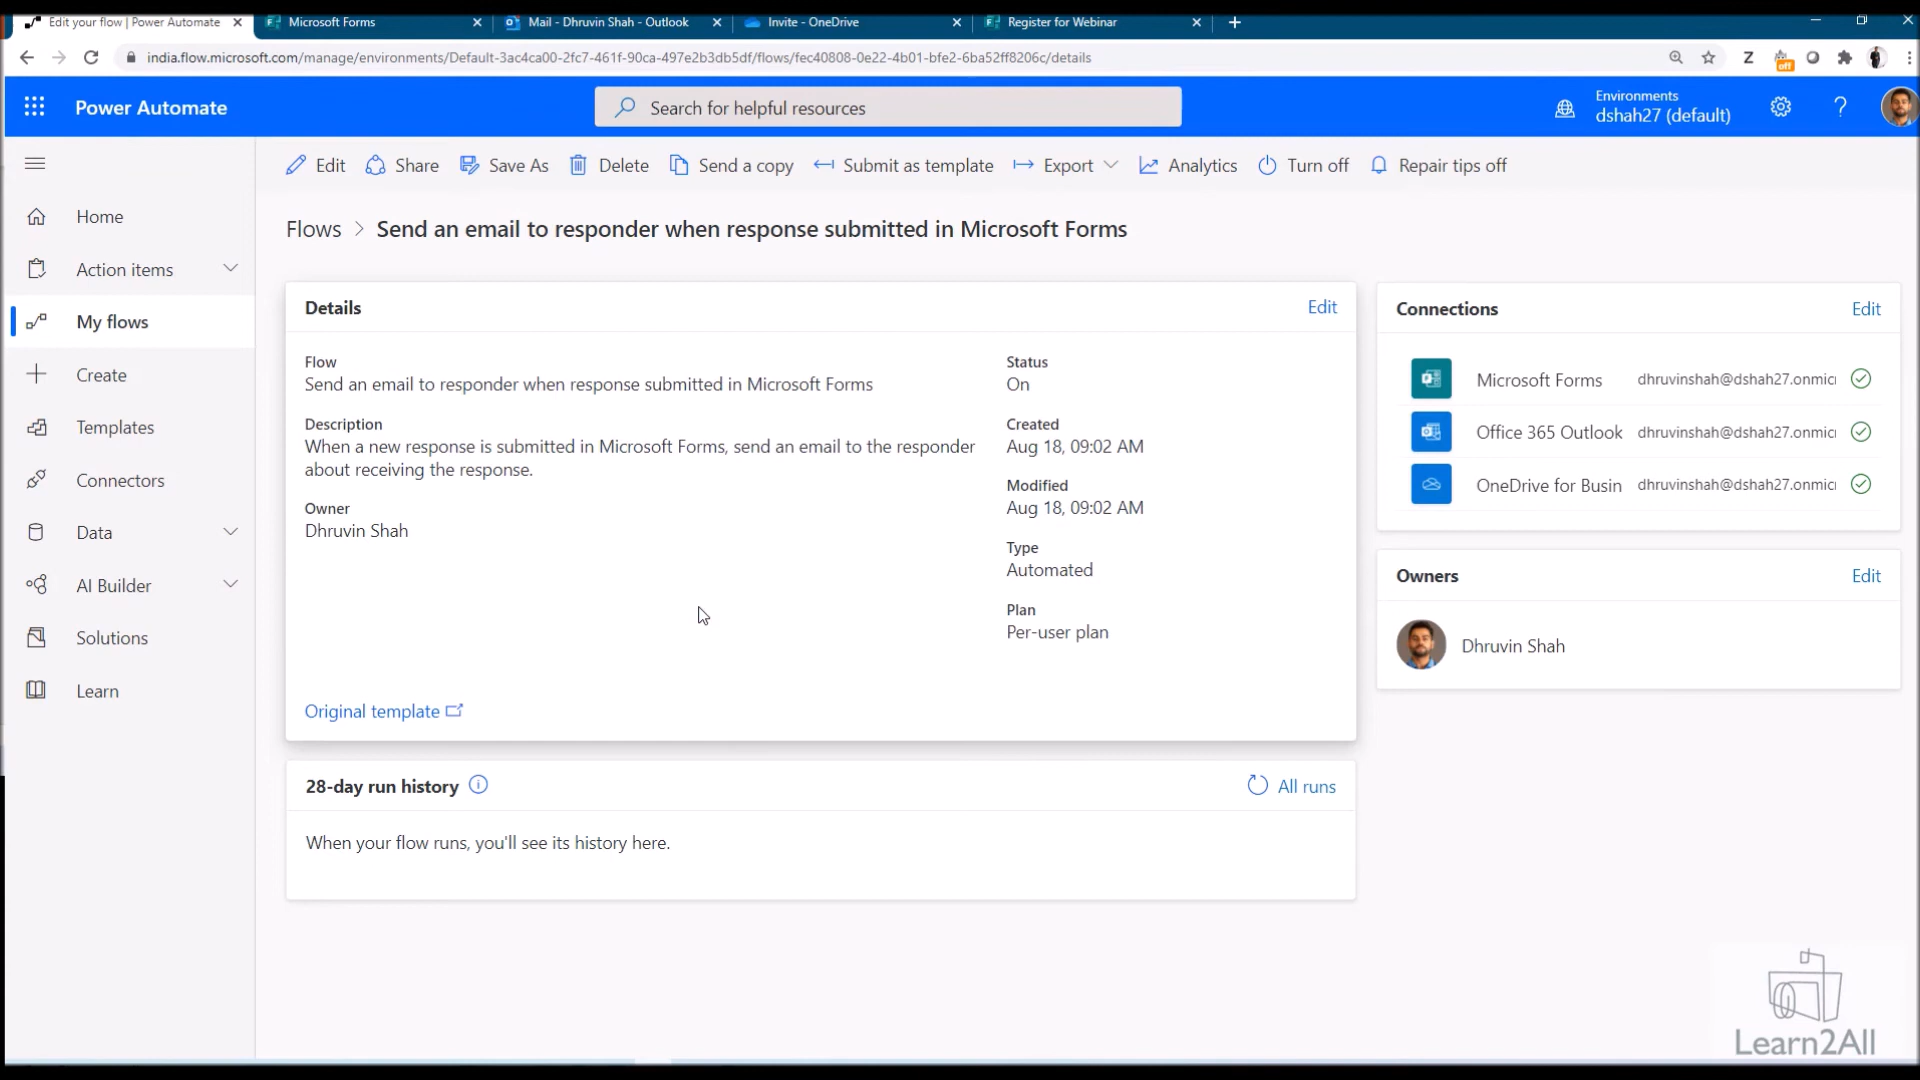 Edit your flow | Power Automate
Microsoft Forms
Mail - Dhruvin Shah - Outlook
Invite - OneDrive
Register for Webinar
india.flow.microsoft.com/manage/environments/Default-3ac4ca00-2fc7-461f-90ca-497e2b3db5df/flows/fec40808-0e22-4b01-bfe2-6ba52ff8206c/details
Z
off
Power Automate
Search for helpful resources
Environments
dshah27 (default)
?
Edit
Share
Save As
Delete
Send a copy
Submit as template
Export
Analytics
Turn off
Repair tips off
Home
Action items
My flows
Create
Templates
Connectors
Data
AI Builder
Solutions
Learn
Flows > Send an email to responder when response submitted in Microsoft Forms
Details
Edit
Flow
Send an email to responder when response submitted in Microsoft Forms
Description
When a new response is submitted in Microsoft Forms, send an email to the responder
about receiving the response.
Owner
Dhruvin Shah
Status
On
Created
Aug 18, 09:02 AM
Modified
Aug 18, 09:02 AM
Type
Automated
Plan
Per-user plan
Original template
28-day run history
All runs
When your flow runs, you'll see its history here.
Connections
Edit
Microsoft Forms dhruvinshah@dshah27.onmicr
Office 365 Outlook dhruvinshah@dshah27.onmicr
OneDrive for Busin dhruvinshah@dshah27.onmicr
Owners
Edit
Dhruvin Shah
Learn2All